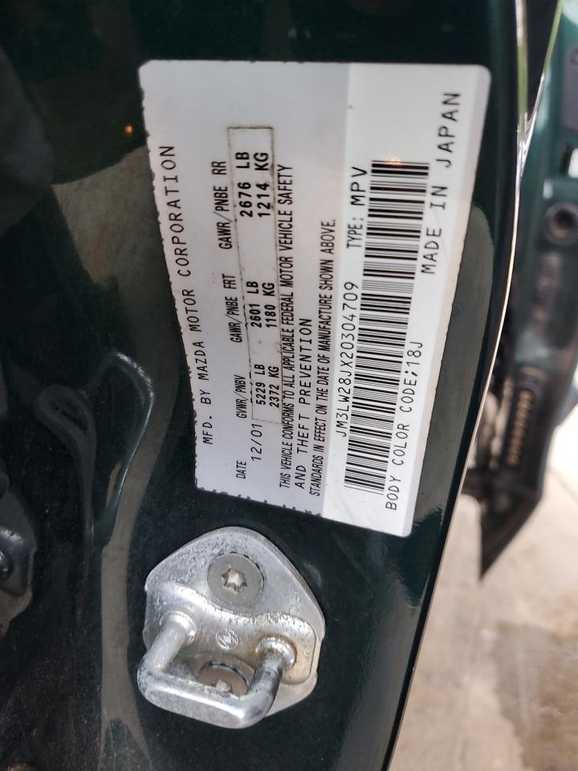 MFD. BY MAZDA MOTOR CORPORATION
DATE GVWR/PNBV GAWR/PNBE FRT GAWR/PNBE RR
12/01 5229 LB 2601 LB 2676 LB
2372 KG 1180 KG 1214 KG
THIS VEHICLE CONFORMS TO ALL APPLICABLE FEDERAL MOTOR VEHICLE SAFETY
AND THEFT PREVENTION
STANDARDS IN EFFECT ON THE DATE OF MANUFACTURE SHOWN ABOVE.
JM3LW28JX20304709 TYPE: MPV
BODY COLOR CODE;18J MADE IN JAPAN